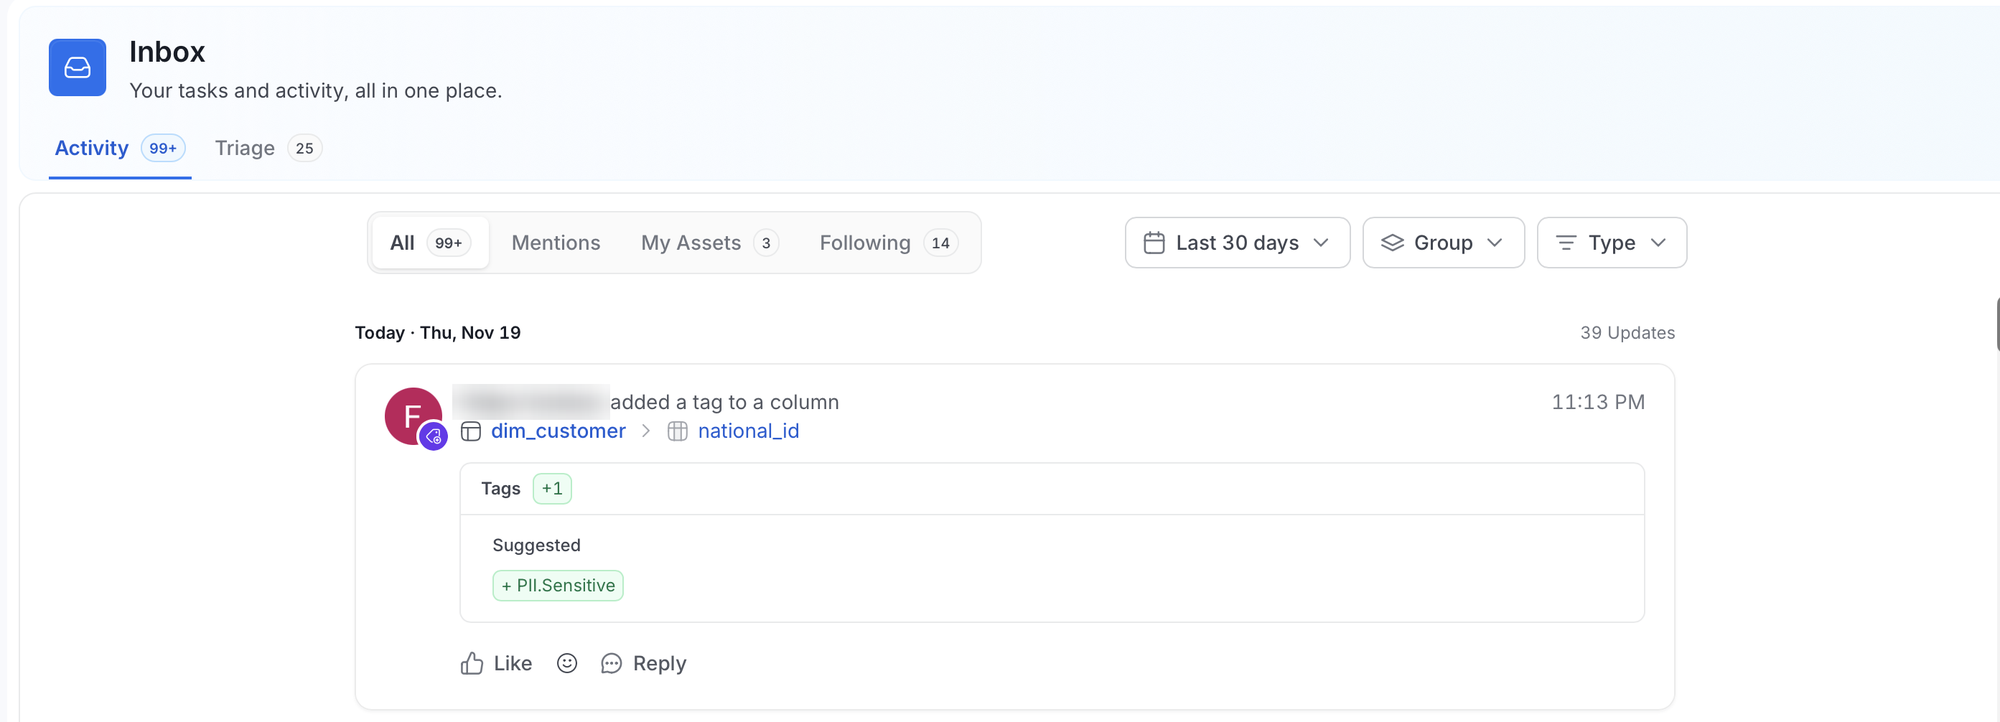 Inbox
Your tasks and activity, all in one place.
Activity 99+ Triage 25
All 99+ Mentions My Assets 3 Following 14 Last 30 days Group Type
Today · Thu, Nov 19 39 Updates
F added a tag to a column 11:13 PM
dim_customer > national_id
Tags +1
Suggested
+ PII.Sensitive
Like Reply